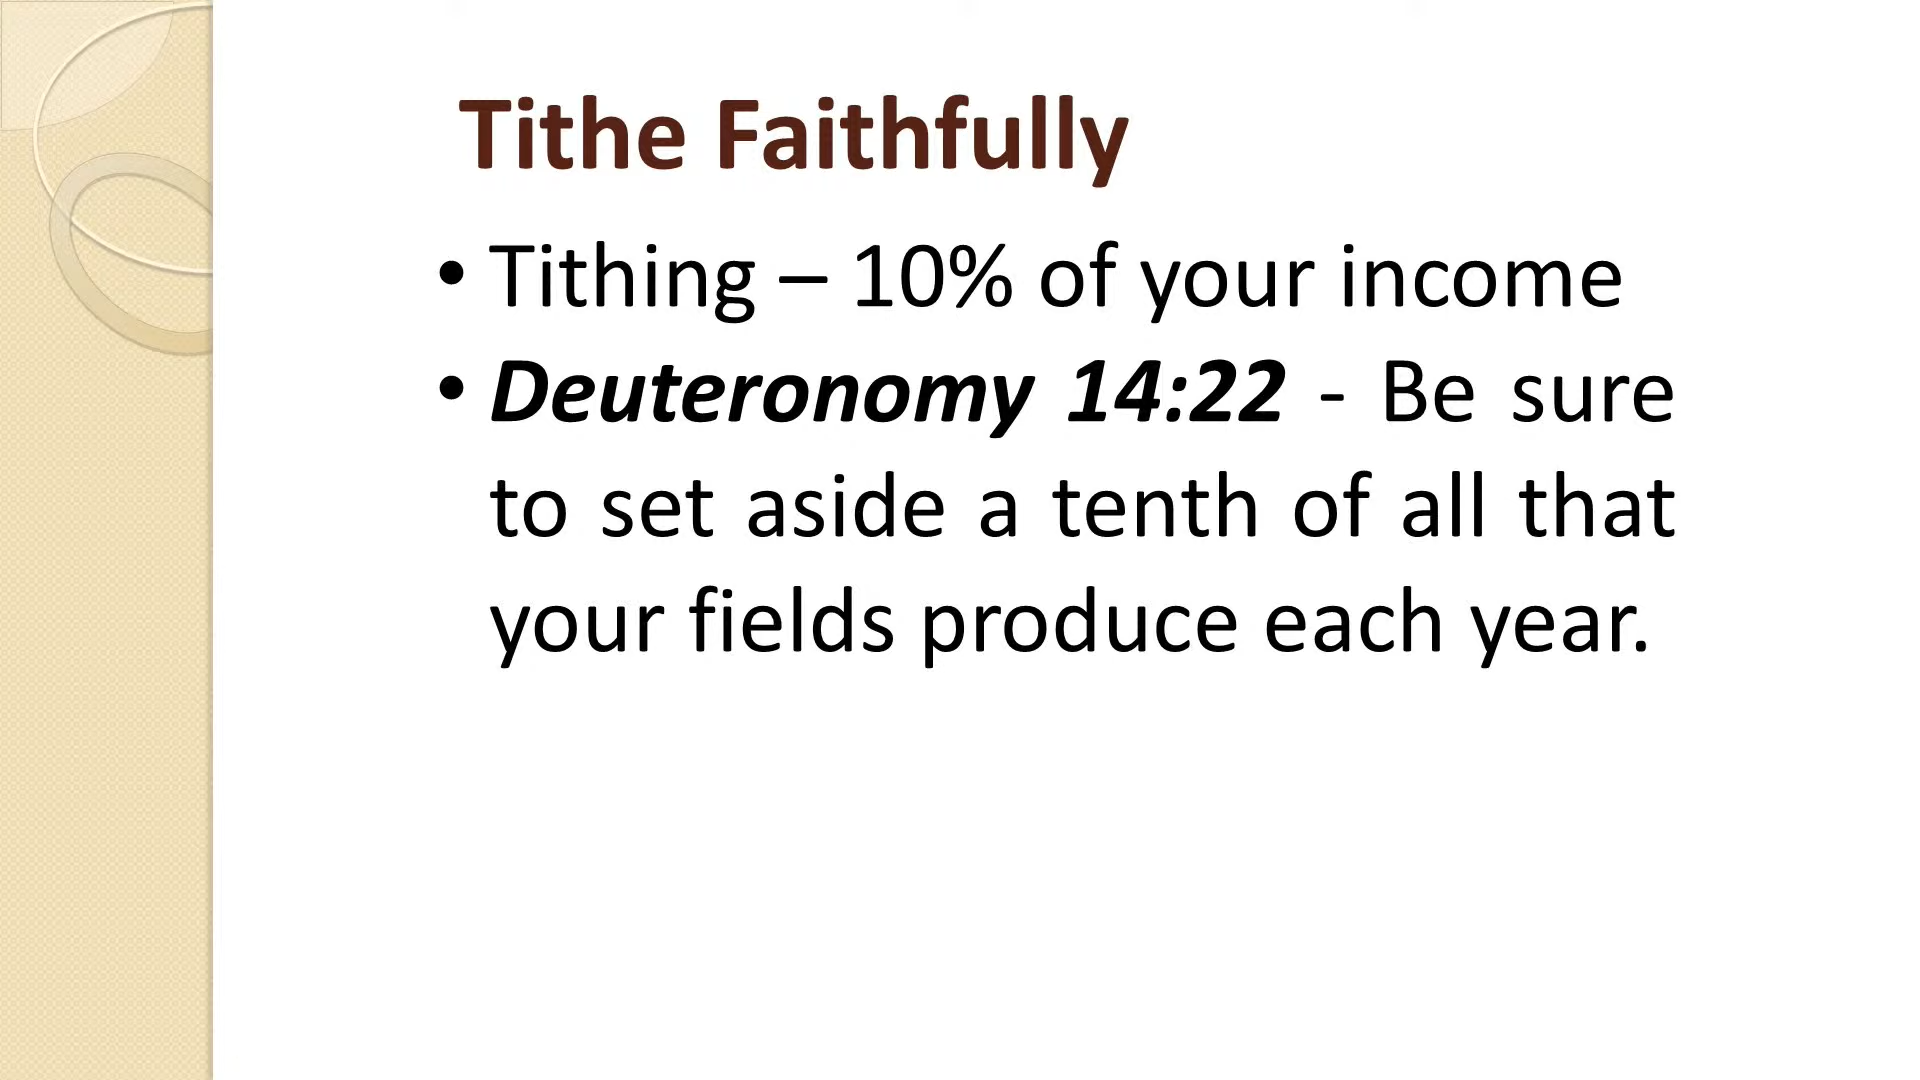 Tithe Faithfully
• Tithing – 10% of your income
• Deuteronomy 14:22 - Be sure
to set aside a tenth of all that
your fields produce each year.